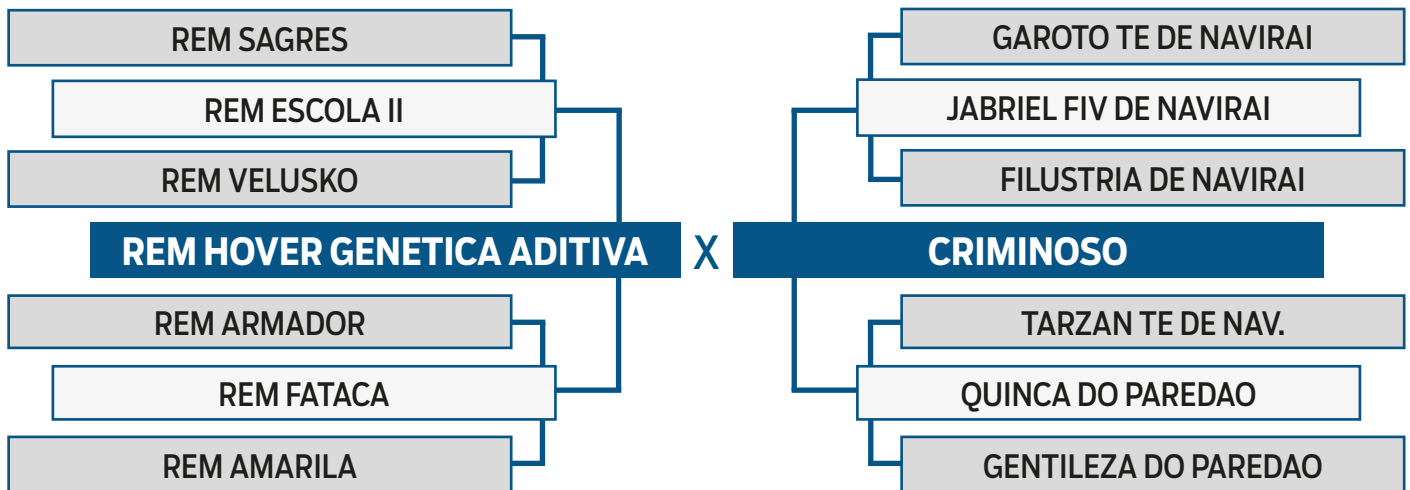 REM SAGRES
REM ESCOLA II
REM VELUSKO
REM HOVER GENETICA ADITIVA
REM ARMADOR
REM FATACA
REM AMARILA
X
GAROTO TE DE NAVIRAI
JABRIEL FIV DE NAVIRAI
FILUSTRIA DE NAVIRAI
CRIMINOSO
TARZAN TE DE NAV.
QUINCA DO PAREDAO
GENTILEZA DO PAREDAO